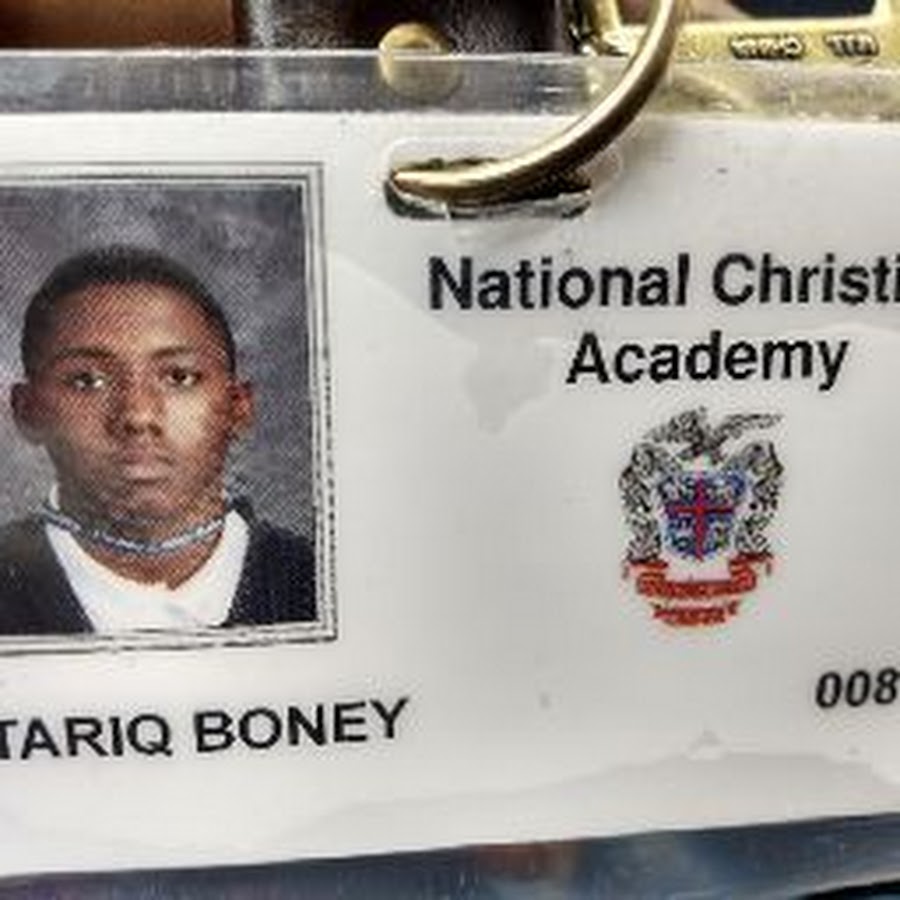 National Christi
Academy
008
TARIQ BONEY